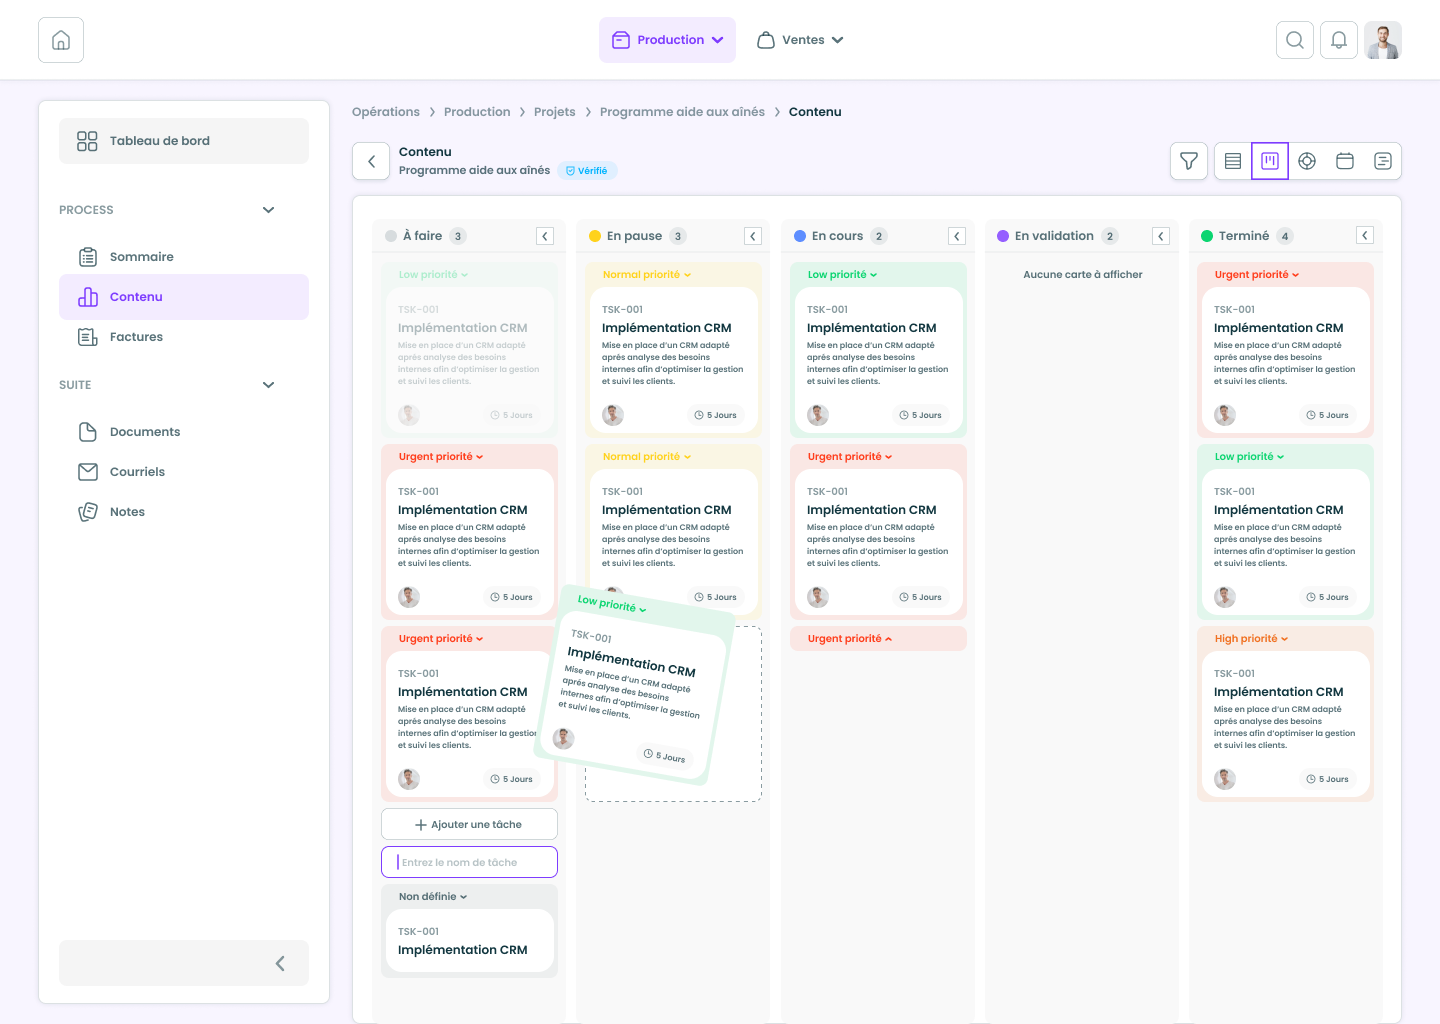 Production
Ventes
Opérations
Production
Projets
Programme aide aux aînés
Contenu
Tableau de bord
PROCESS
Sommaire
Contenu
Factures
SUITE
Documents
Courriels
Notes
Contenu
Programme aide aux aînés
Vérifié
À faire
3
Low priorité
TSK-001
Implémentation CRM
Mise en place d'un CRM adapté
après analyse des besoins
internes afin d'optimiser la gestion
et suivi les clients.
5 Jours
Urgent priorité
TSK-001
Implémentation CRM
Mise en place d'un CRM adapté
après analyse des besoins
internes afin d'optimiser la gestion
et suivi les clients.
5 Jours
Urgent priorité
TSK-001
Implémentation CRM
Mise en place d'un CRM adapté
après analyse des besoins
internes afin d'optimiser la gestion
et suivi les clients.
5 Jours
Ajouter une tâche
Entrez le nom de tâche
Non définie
TSK-001
Implémentation CRM
En pause
3
Normal priorité
TSK-001
Implémentation CRM
Mise en place d'un CRM adapté
après analyse des besoins
internes afin d'optimiser la gestion
et suivi les clients.
5 Jours
Normal priorité
TSK-001
Implémentation CRM
Mise en place d'un CRM adapté
après analyse des besoins
internes afin d'optimiser la gestion
et suivi les clients.
5 Jours
Low priorité
TSK-001
Implémentation CRM
Mise en place d'un CRM adapté
après analyse des besoins
internes afin d'optimiser la gestion
et suivi les clients.
5 Jours
En cours
2
Low priorité
TSK-001
Implémentation CRM
Mise en place d'un CRM adapté
après analyse des besoins
internes afin d'optimiser la gestion
et suivi les clients.
5 Jours
Urgent priorité
TSK-001
Implémentation CRM
Mise en place d'un CRM adapté
après analyse des besoins
internes afin d'optimiser la gestion
et suivi les clients.
5 Jours
Urgent priorité
En validation
2
Aucune carte à afficher
Terminé
4
Urgent priorité
TSK-001
Implémentation CRM
Mise en place d'un CRM adapté
après analyse des besoins
internes afin d'optimiser la gestion
et suivi les clients.
5 Jours
Low priorité
TSK-001
Implémentation CRM
Mise en place d'un CRM adapté
après analyse des besoins
internes afin d'optimiser la gestion
et suivi les clients.
5 Jours
High priorité
TSK-001
Implémentation CRM
Mise en place d'un CRM adapté
après analyse des besoins
internes afin d'optimiser la gestion
et suivi les clients.
5 Jours